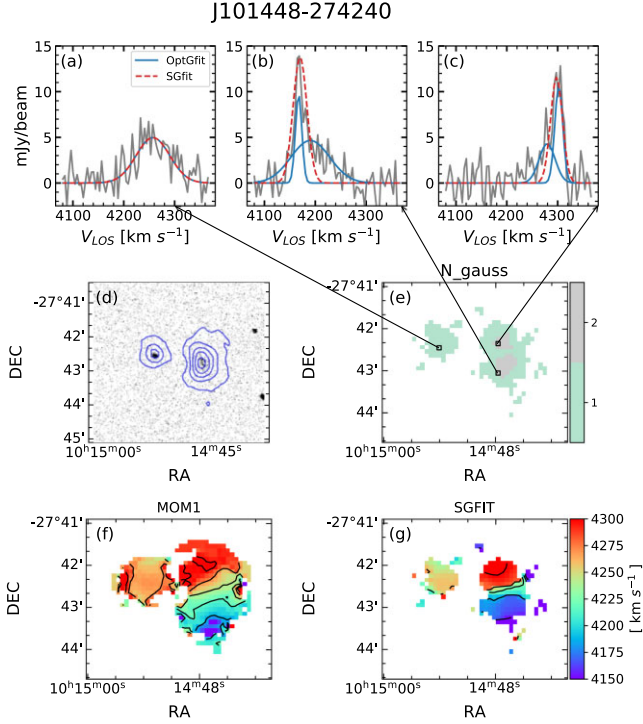 J101448-274240
(a) OptGfit SGfit (b) (c)
mJy/beam
15
10
5
0
4100 4200 4300 4100 4200 4300 4100 4200 4300
V_LOS [km s⁻¹] V_LOS [km s⁻¹] V_LOS [km s⁻¹]
N_gauss
(d) (e)
-27°41' -27°41'
42' 42'
43' 43'
44' 44'
45'
DEC DEC
2
1
10ʰ15ᵐ00ˢ 14ᵐ45ˢ 10ʰ15ᵐ00ˢ 14ᵐ48ˢ
RA RA
MOM1 SGFIT
(f) (g)
-27°41' -27°41'
42' 42'
43' 43'
44' 44'
DEC DEC
4300
4275
4250
4225
4200
4175
4150
[ km s⁻¹]
10ʰ15ᵐ00ˢ 14ᵐ48ˢ 10ʰ15ᵐ00ˢ 14ᵐ48ˢ
RA RA